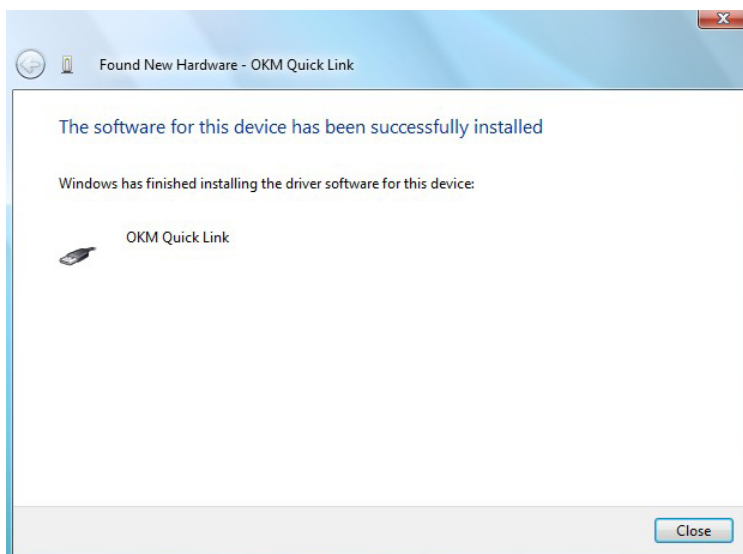 Found New Hardware - OKM Quick Link
The software for this device has been successfully installed
Windows has finished installing the driver software for this device:
OKM Quick Link
Close